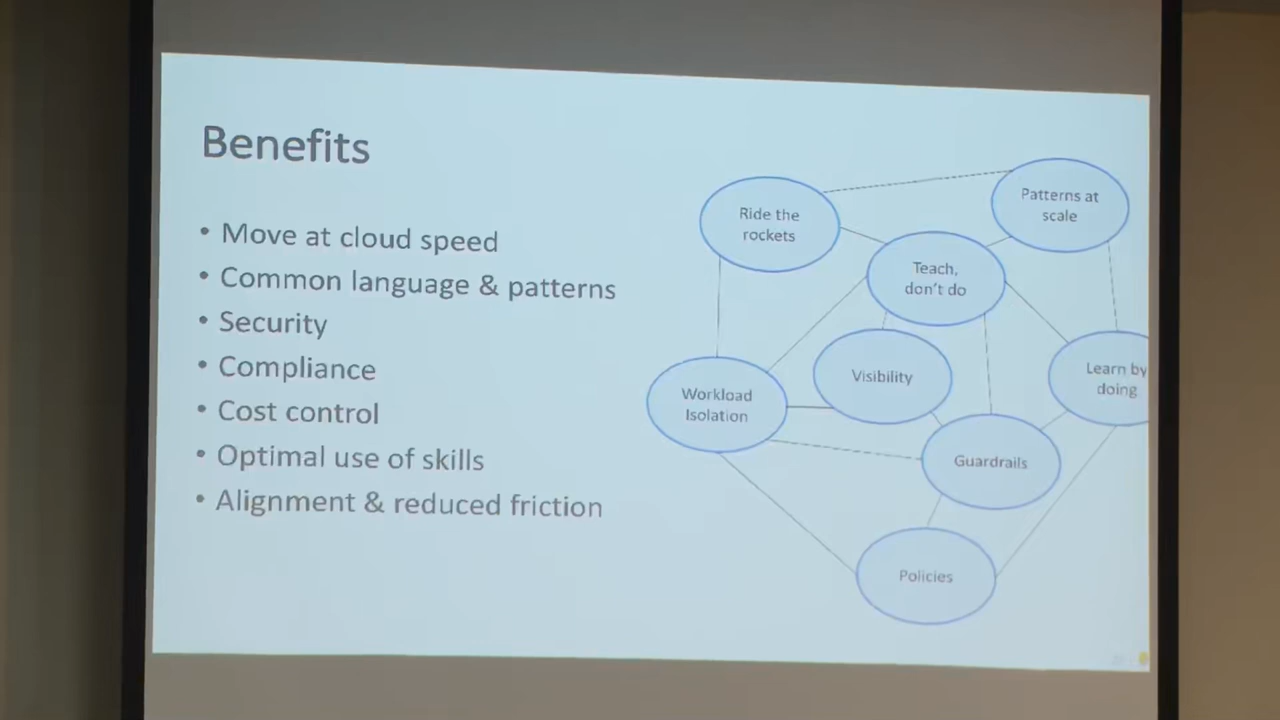 Benefits
• Move at cloud speed
• Common language & patterns
• Security
• Compliance
• Cost control
• Optimal use of skills
• Alignment & reduced friction
Ride the
rockets
Patterns at
scale
Teach,
don't do
Visibility
Learn by
doing
Workload
Isolation
Guardrails
Policies